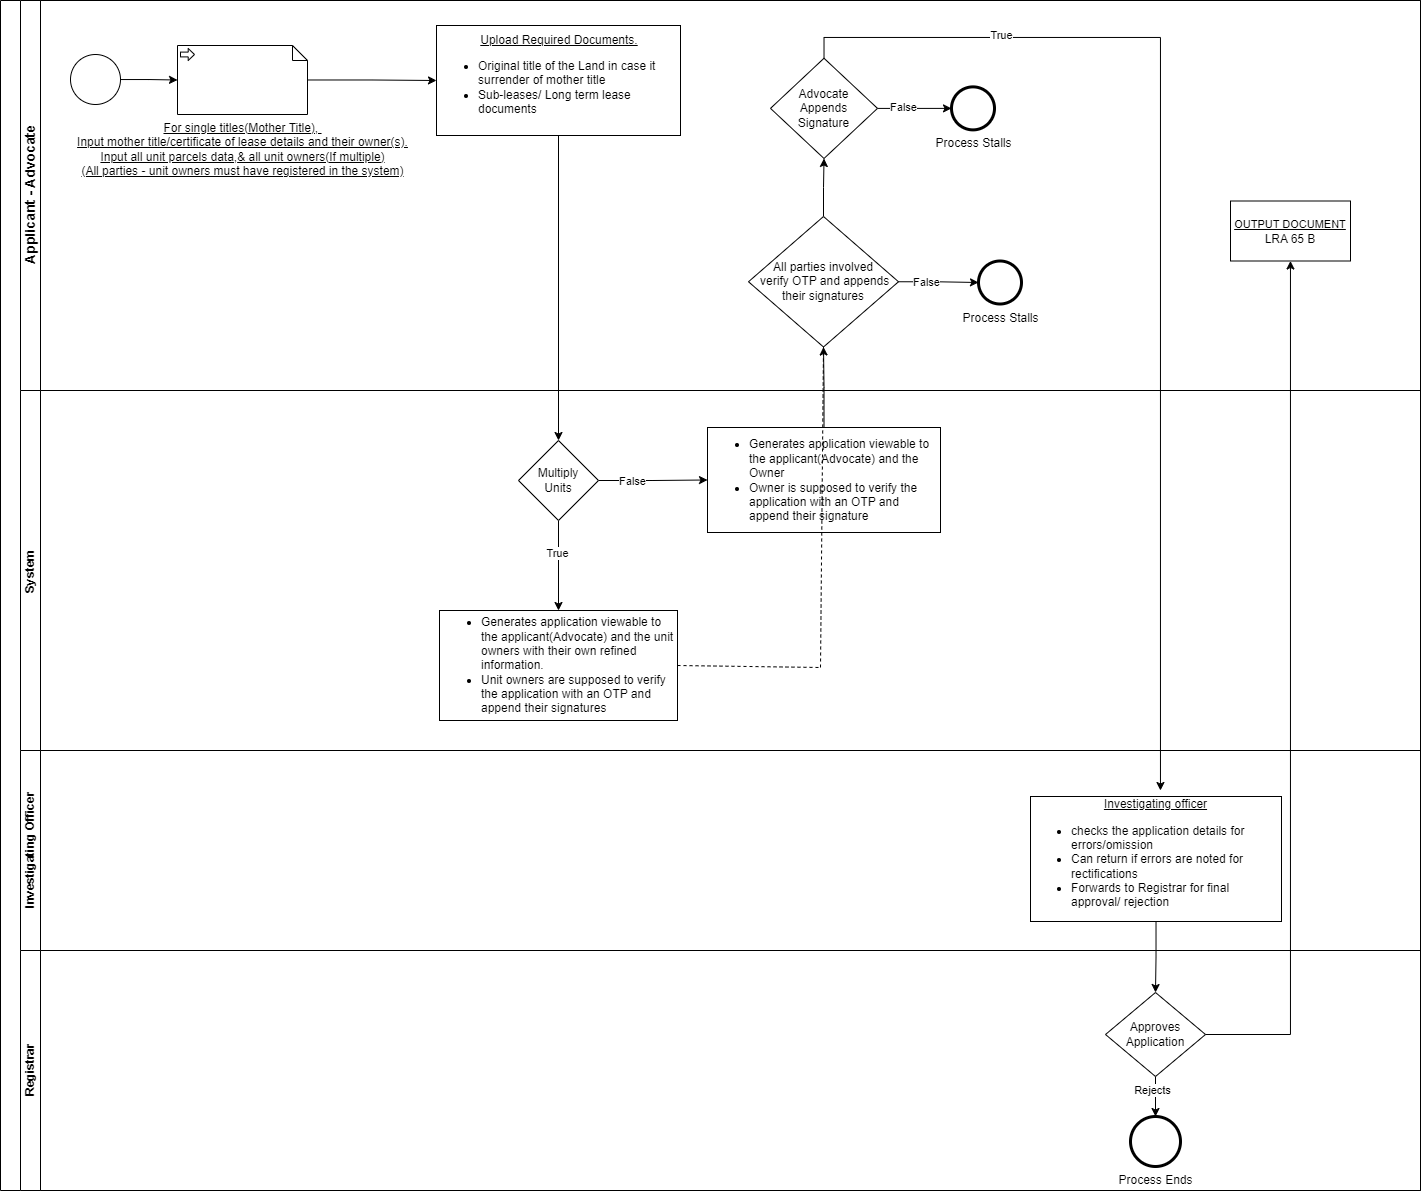 Applicant - Advocate
For single titles(Mother Title),
Input mother title/certificate of lease details and their owner(s).
Input all unit parcels data,& all unit owners(If multiple)
(All parties - unit owners must have registered in the system)
Upload Required Documents.
Original title of the Land in case it
surrender of mother title
Sub-leases/ Long term lease
documents
True
Advocate
Appends
Signature
False
Process Stalls
All parties involved
verify OTP and appends
their signatures
False
Process Stalls
OUTPUT DOCUMENT
LRA 65 B
System
Multiply
Units
False
True
Generates application viewable to
the applicant(Advocate) and the
Owner
Owner is supposed to verify the
application with an OTP and
append their signature
Generates application viewable to
the applicant(Advocate) and the unit
owners with their own refined
information.
Unit owners are supposed to verify
the application with an OTP and
append their signatures
Investigating Officer
Investigating officer
checks the application details for
errors/omission
Can return if errors are noted for
rectifications
Forwards to Registrar for final
approval/ rejection
Registrar
Approves
Application
Rejects
Process Ends